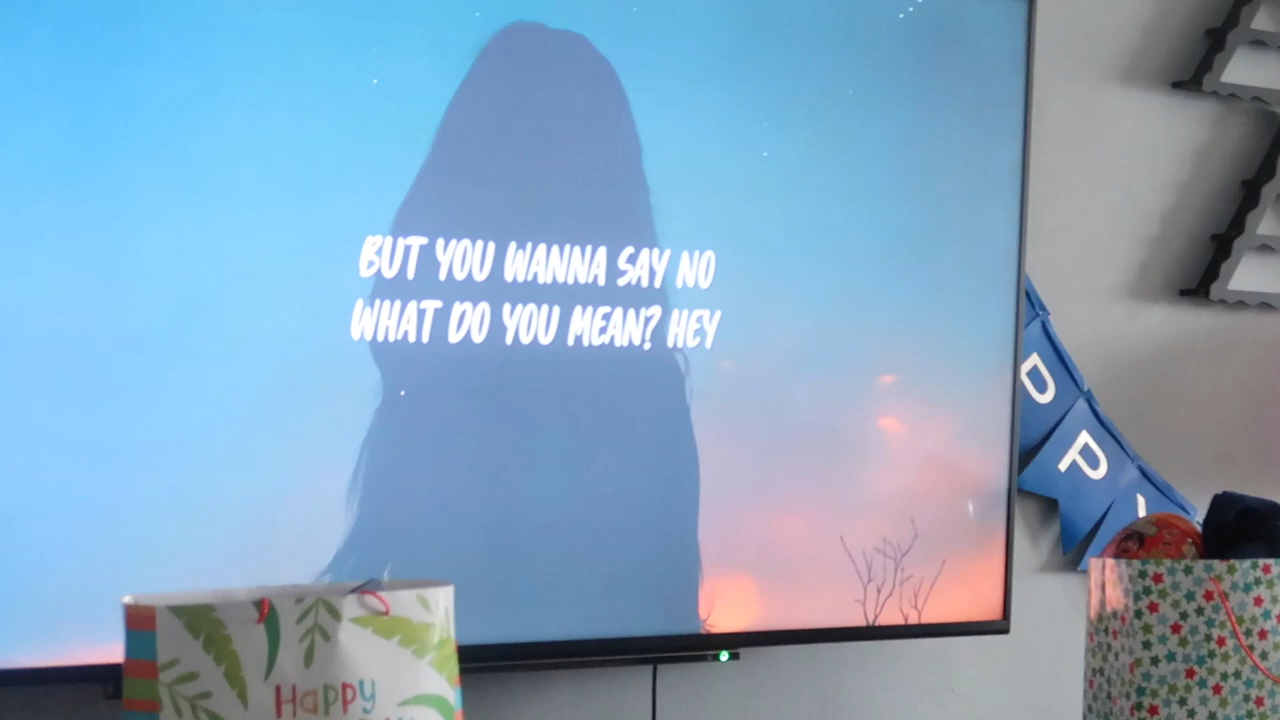 BUT YOU WANNA SAY NO
WHAT DO YOU MEAN? HEY
P
P
Happy